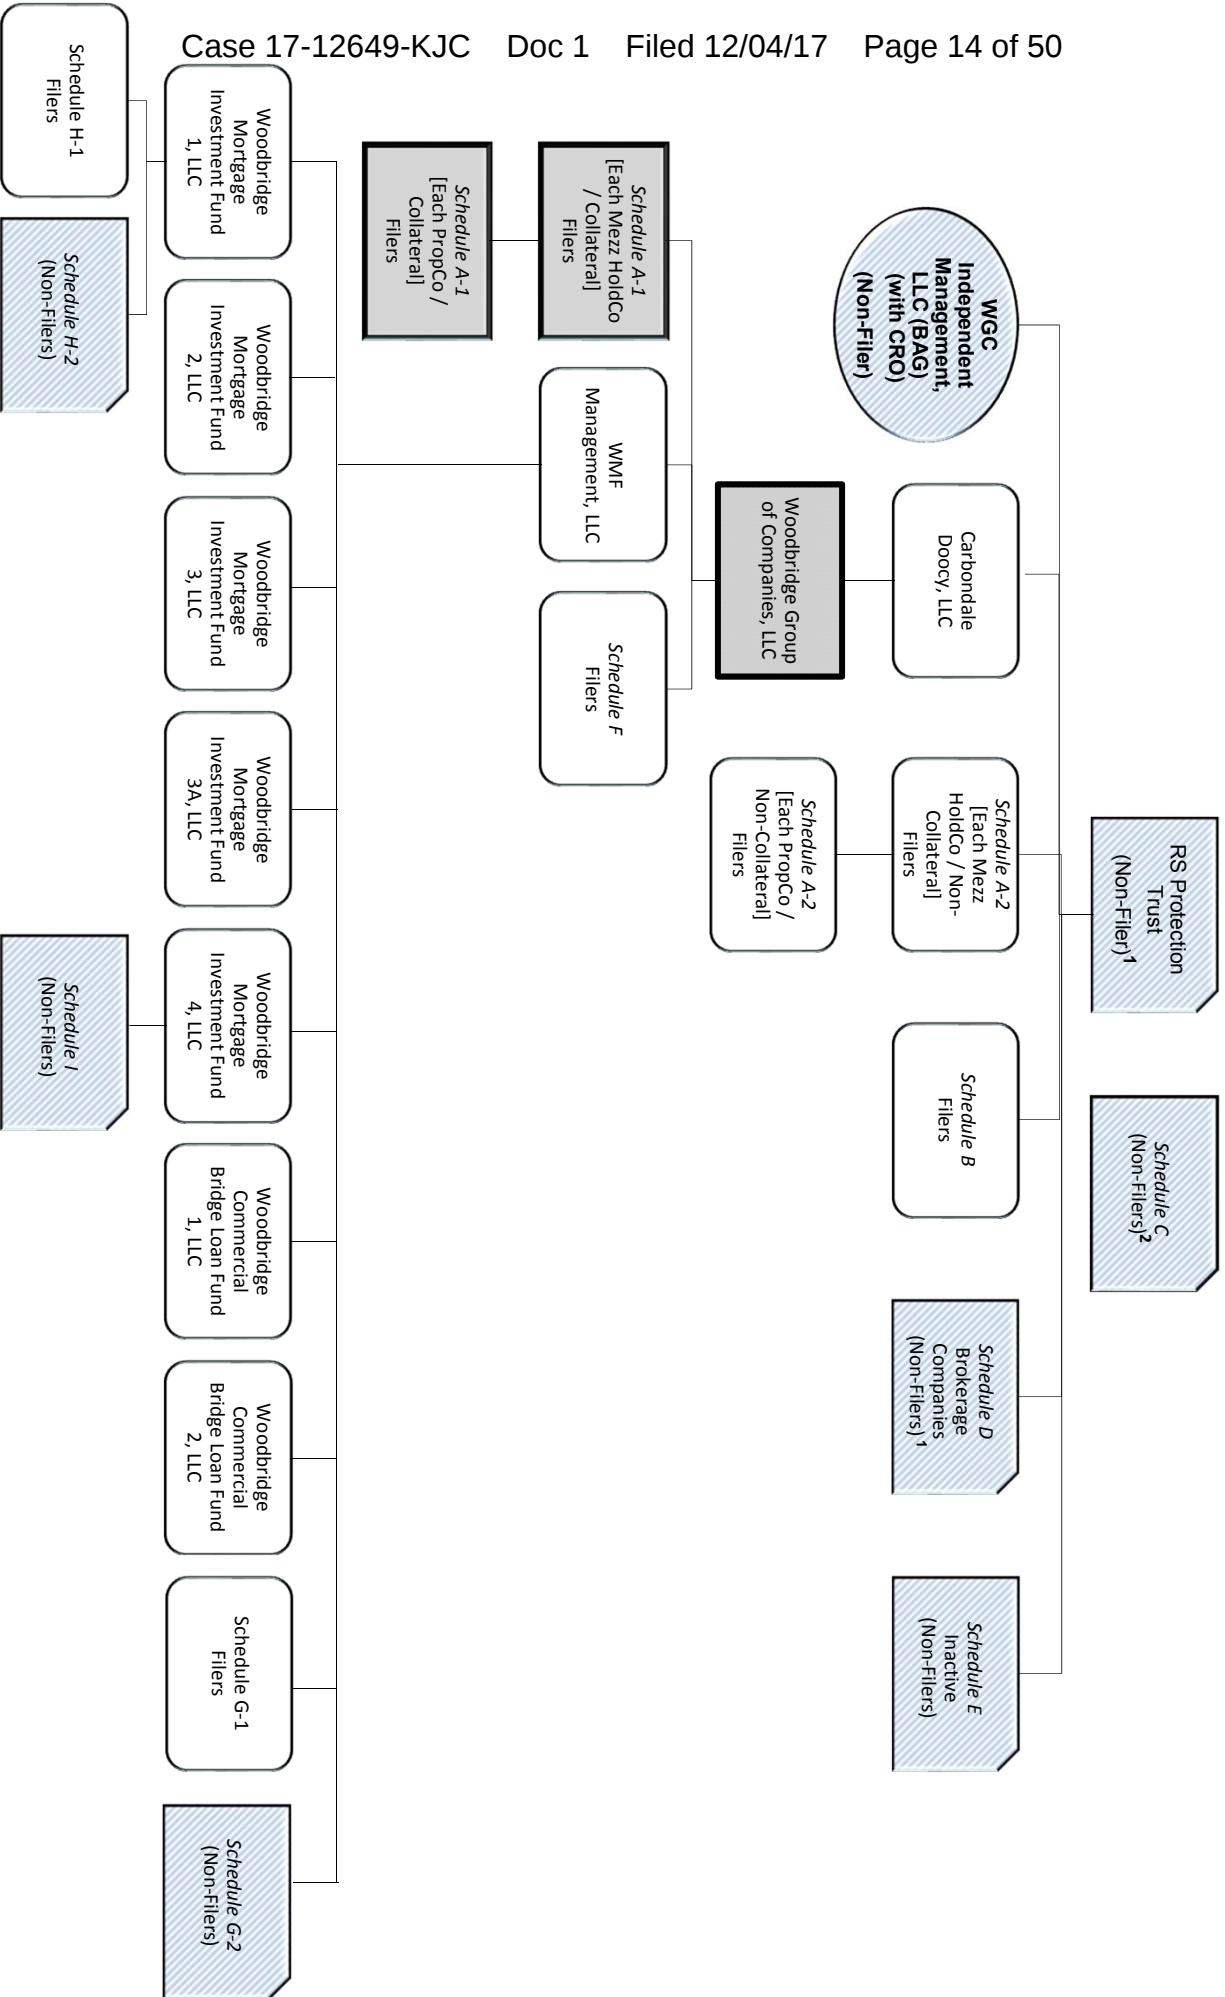 Case 17-12649-KJC Doc 1 Filed 12/04/17 Page 14 of 50
RS Protection
Trust
(Non-Filer)¹
Schedule C
(Non-Filers)²
WGC
Independent
Management,
LLC (BAG)
(with CRO)
(Non-Filer)
Carbondale
Doocy, LLC
Schedule A-2
[Each Mezz
HoldCo / Non-
Collateral]
Filers
Schedule B
Filers
Schedule D
Brokerage
Companies
(Non-Filers) ¹
Schedule E
Inactive
(Non-Filers)
Woodbridge Group
of Companies, LLC
Schedule A-2
[Each PropCo /
Non-Collateral]
Filers
Schedule A-1
[Each Mezz HoldCo
/ Collateral]
Filers
WMF
Management, LLC
Schedule F
Filers
Schedule A-1
[Each PropCo /
Collateral]
Filers
Woodbridge
Mortgage
Investment Fund
1, LLC
Woodbridge
Mortgage
Investment Fund
2, LLC
Woodbridge
Mortgage
Investment Fund
3, LLC
Woodbridge
Mortgage
Investment Fund
3A, LLC
Woodbridge
Mortgage
Investment Fund
4, LLC
Woodbridge
Commercial
Bridge Loan Fund
1, LLC
Woodbridge
Commercial
Bridge Loan Fund
2, LLC
Schedule G-1
Filers
Schedule G-2
(Non-Filers)
Schedule H-1
Filers
Schedule H-2
(Non-Filers)
Schedule I
(Non-Filers)